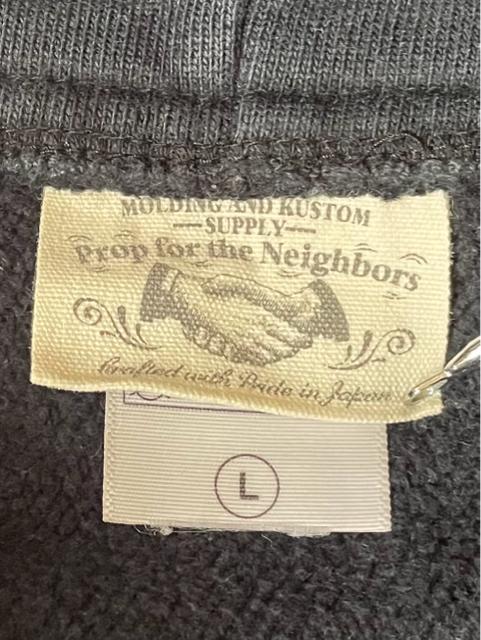 MOLDING AND KUSTOM
—SUPPLY—
Prop for the Neighbors
Crafted with Pride in Japan
L